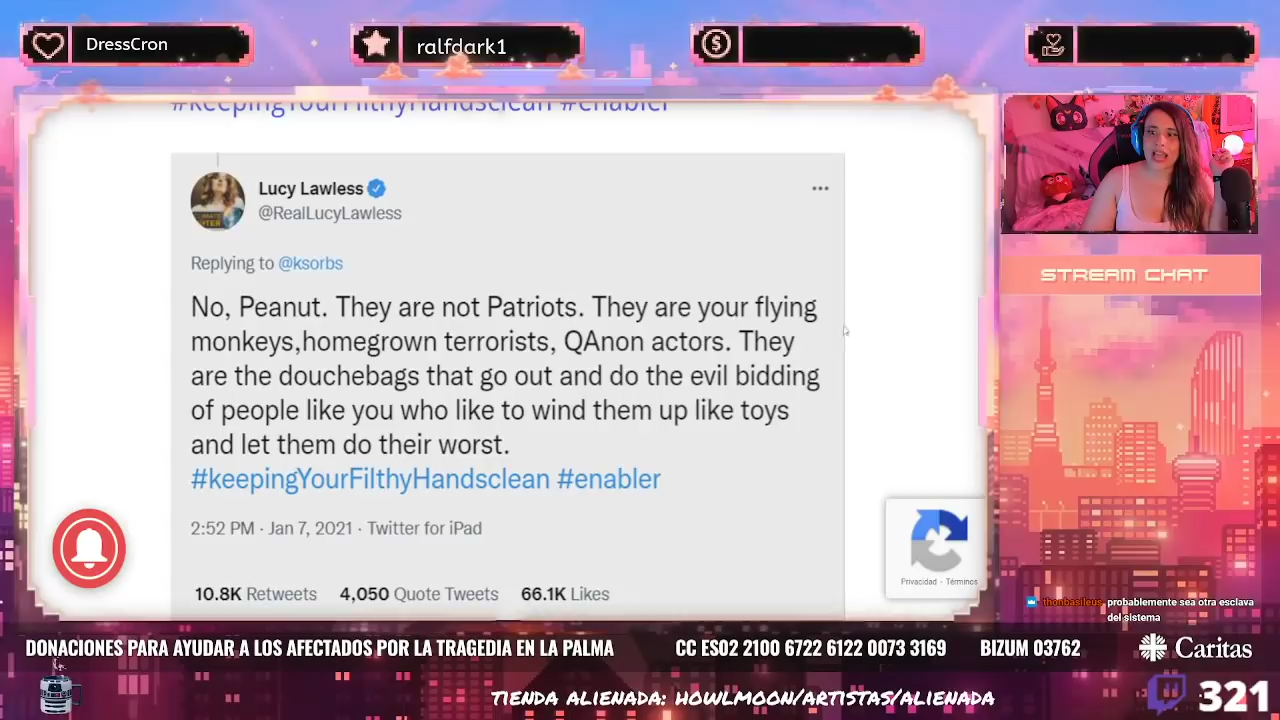 DressCron
ralfdark1
#keepingYourFilthyHandsclean #enabler
Lucy Lawless
@RealLucyLawless
Replying to @ksorbs
No, Peanut. They are not Patriots. They are your flying
monkeys,homegrown terrorists, QAnon actors. They
are the douchebags that go out and do the evil bidding
of people like you who like to wind them up like toys
and let them do their worst.
#keepingYourFilthyHandsclean #enabler
2:52 PM · Jan 7, 2021 · Twitter for iPad
10.8K Retweets 4,050 Quote Tweets 66.1K Likes
Privacidad - Términos
STREAM CHAT
thonbasileus probablemente sea otra esclava
del sistema
DONACIONES PARA AYUDAR A LOS AFECTADOS POR LA TRAGEDIA EN LA PALMA CC ES02 2100 6722 6122 0073 3169 BIZUM 03762 Caritas
TIENDA ALIENADA: HOWLMOON/ARTISTAS/ALIENADA
321